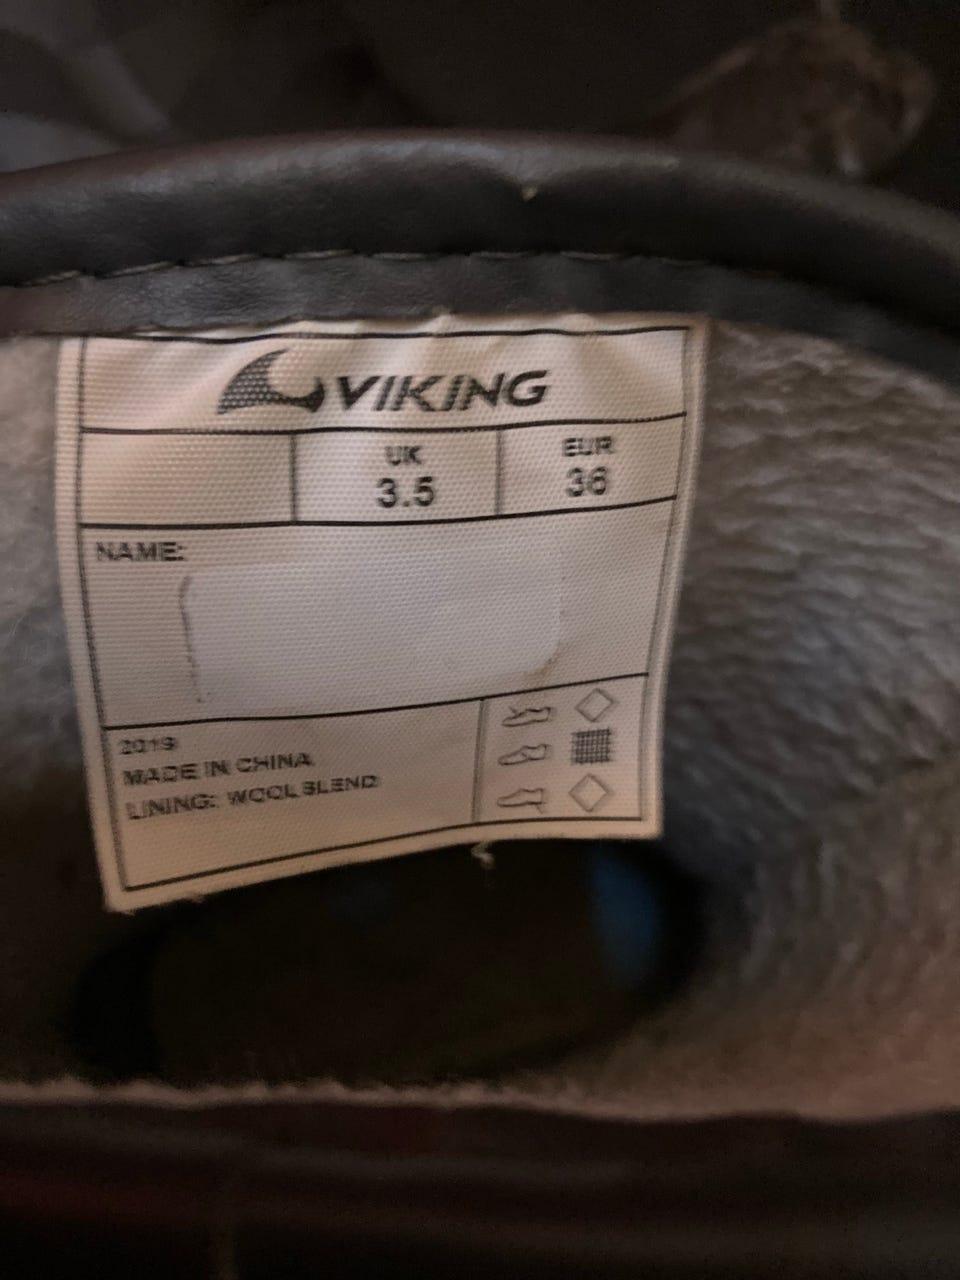 VIKING
UK EUR
3.5 36
NAME:
2019
MADE IN CHINA
LINING: WOOL BLEND